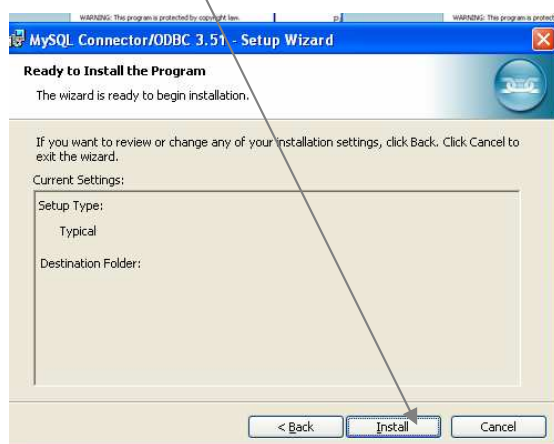 WARNING: This program is protected by copyright law.
WARNING: This program is protect
MySQL Connector/ODBC 3.51 - Setup Wizard
Ready to Install the Program
The wizard is ready to begin installation.
If you want to review or change any of your installation settings, click Back. Click Cancel to
exit the wizard.
Current Settings:
Setup Type:
Typical
Destination Folder:
< Back
Install
Cancel